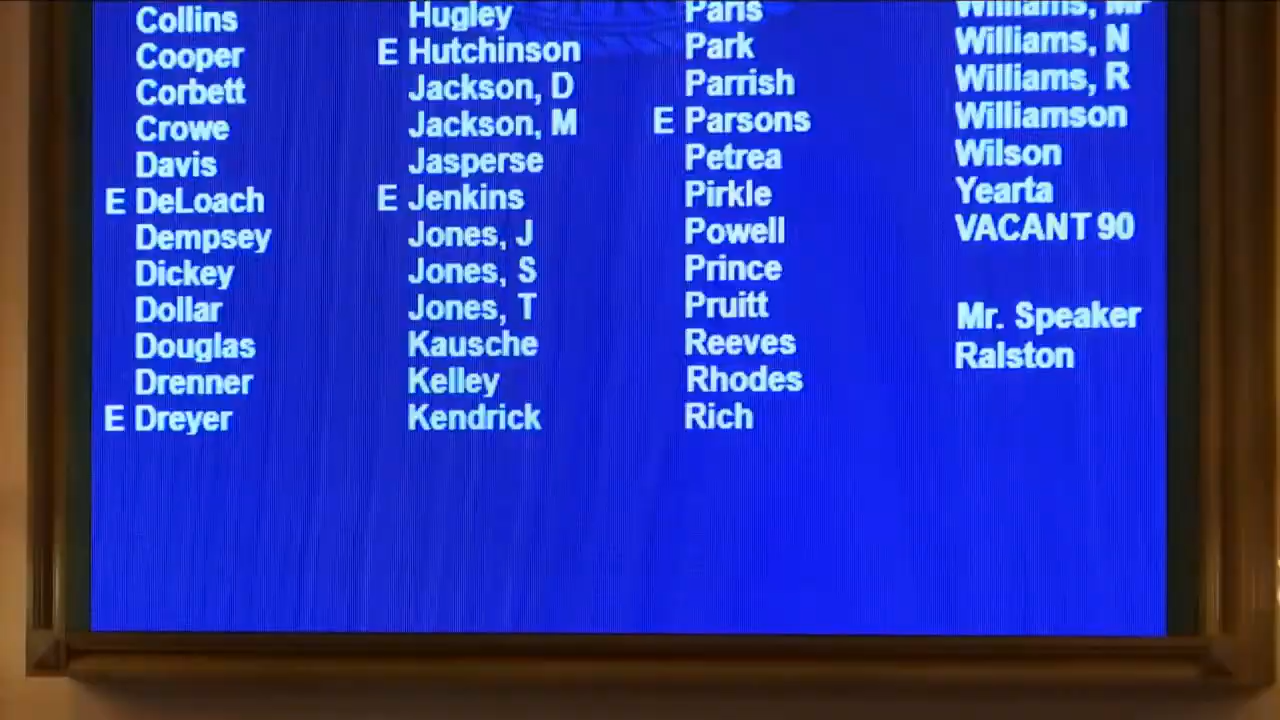 Collins
Cooper
Corbett
Crowe
Davis
E DeLoach
Dempsey
Dickey
Dollar
Douglas
Drenner
E Dreyer
Hugley
E Hutchinson
Jackson, D
Jackson, M
Jasperse
E Jenkins
Jones, J
Jones, S
Jones, T
Kausche
Kelley
Kendrick
Paris
Park
Parrish
E Parsons
Petrea
Pirkle
Powell
Prince
Pruitt
Reeves
Rhodes
Rich
Williams,
Williams, N
Williams, R
Williamson
Wilson
Yearta
VACANT 90
Mr. Speaker
Ralston